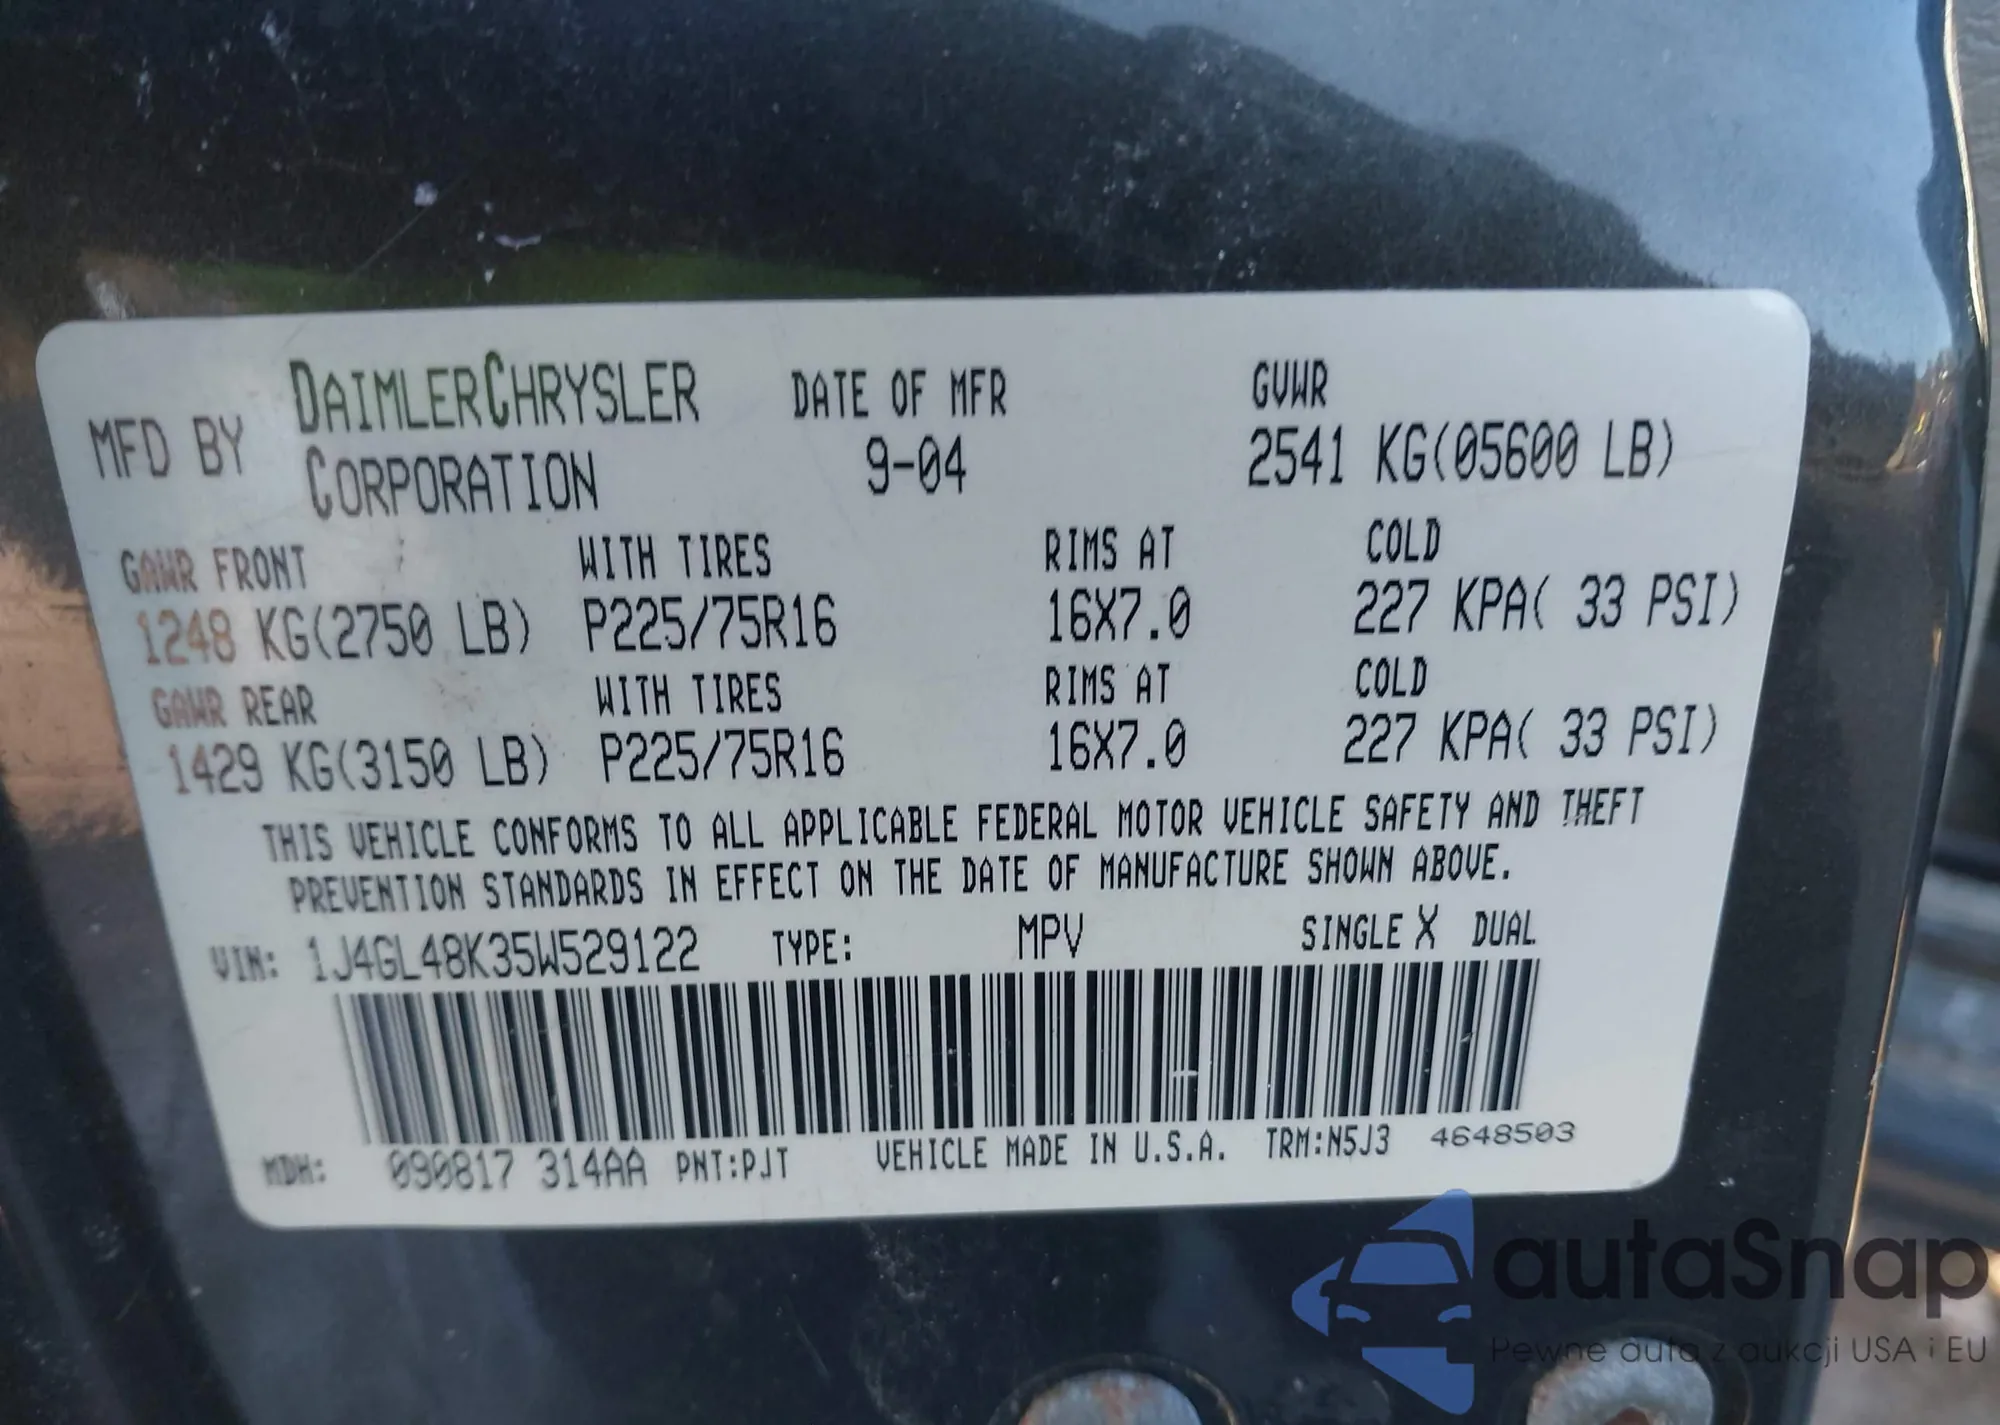 MFD BY DAIMLERCHRYSLER CORPORATION
DATE OF MFR
9-04
GVWR
2541 KG(05600 LB)
GAWR FRONT WITH TIRES RIMS AT COLD
1248 KG(2750 LB) P225/75R16 16X7.0 227 KPA( 33 PSI)
GAWR REAR WITH TIRES RIMS AT COLD
1429 KG(3150 LB) P225/75R16 16X7.0 227 KPA( 33 PSI)
THIS VEHICLE CONFORMS TO ALL APPLICABLE FEDERAL MOTOR VEHICLE SAFETY AND THEFT
PREVENTION STANDARDS IN EFFECT ON THE DATE OF MANUFACTURE SHOWN ABOVE.
VIN: 1J4GL48K35W529122 TYPE: MPV SINGLE X DUAL
MDH: 090817 314AA PNT:PJT VEHICLE MADE IN U.S.A. TRM:N5J3 4648503
autaSnap
Pewne auta z aukcji USA i EU